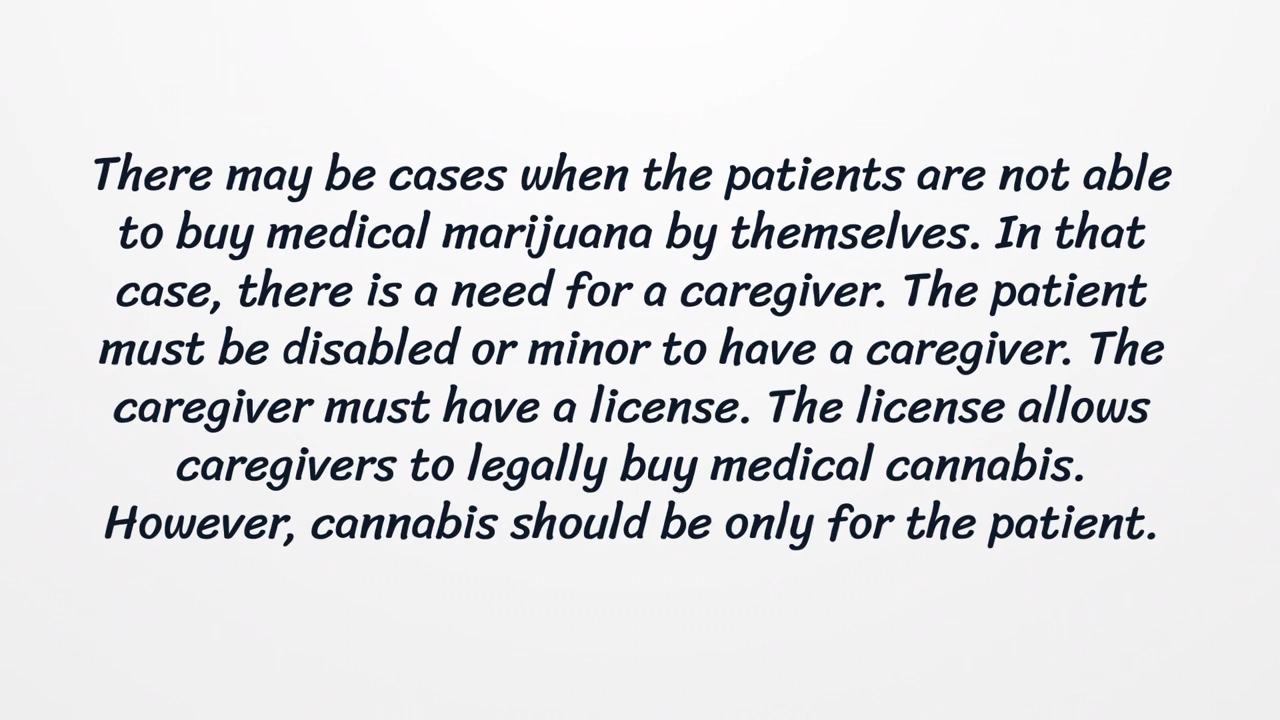 There may be cases when the patients are not able
to buy medical marijuana by themselves. In that
case, there is a need for a caregiver. The patient
must be disabled or minor to have a caregiver. The
caregiver must have a license. The license allows
caregivers to legally buy medical cannabis.
However, cannabis should be only for the patient.